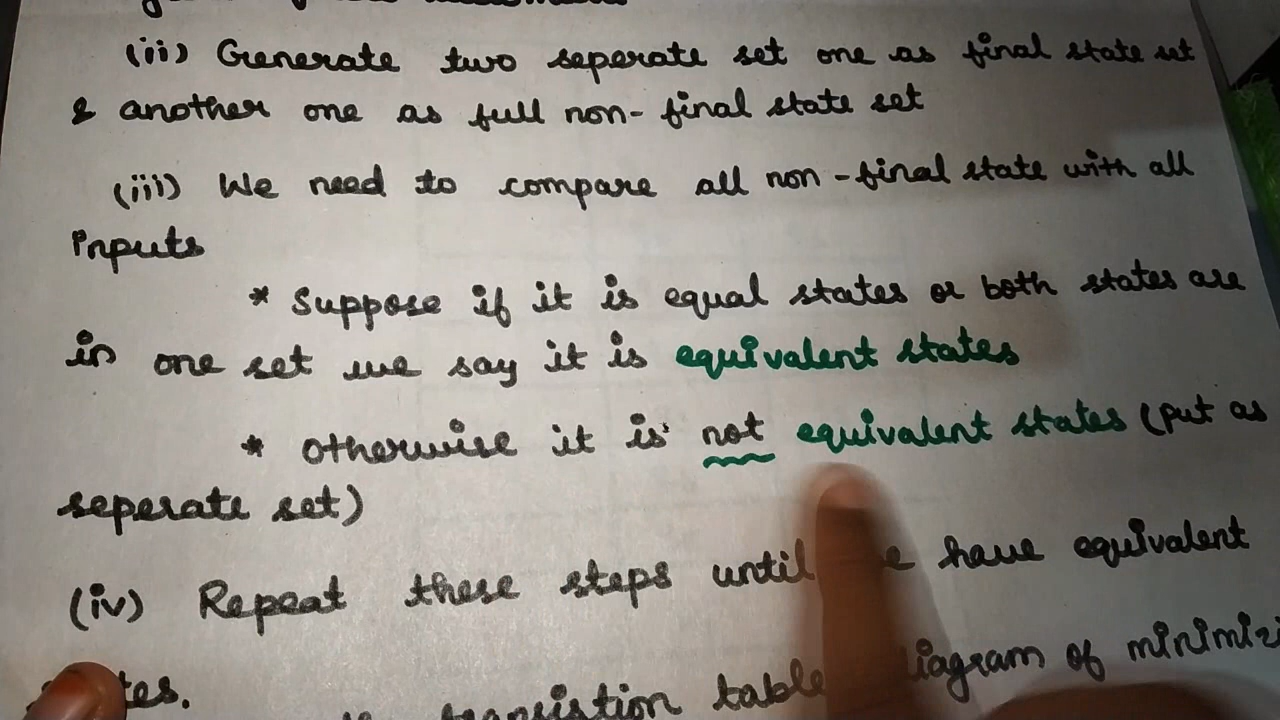 (ii) Generate two seperate set one as final state set
& another one as full non-final state set
(iii) We need to compare all non-final state with all
inputs
* Suppose if it is equal states or both states are
in one set we say it is equivalent states
* otherwise it is not equivalent states (put as
seperate set)
(iv) Repeat these steps until have equivalent
table diagram of